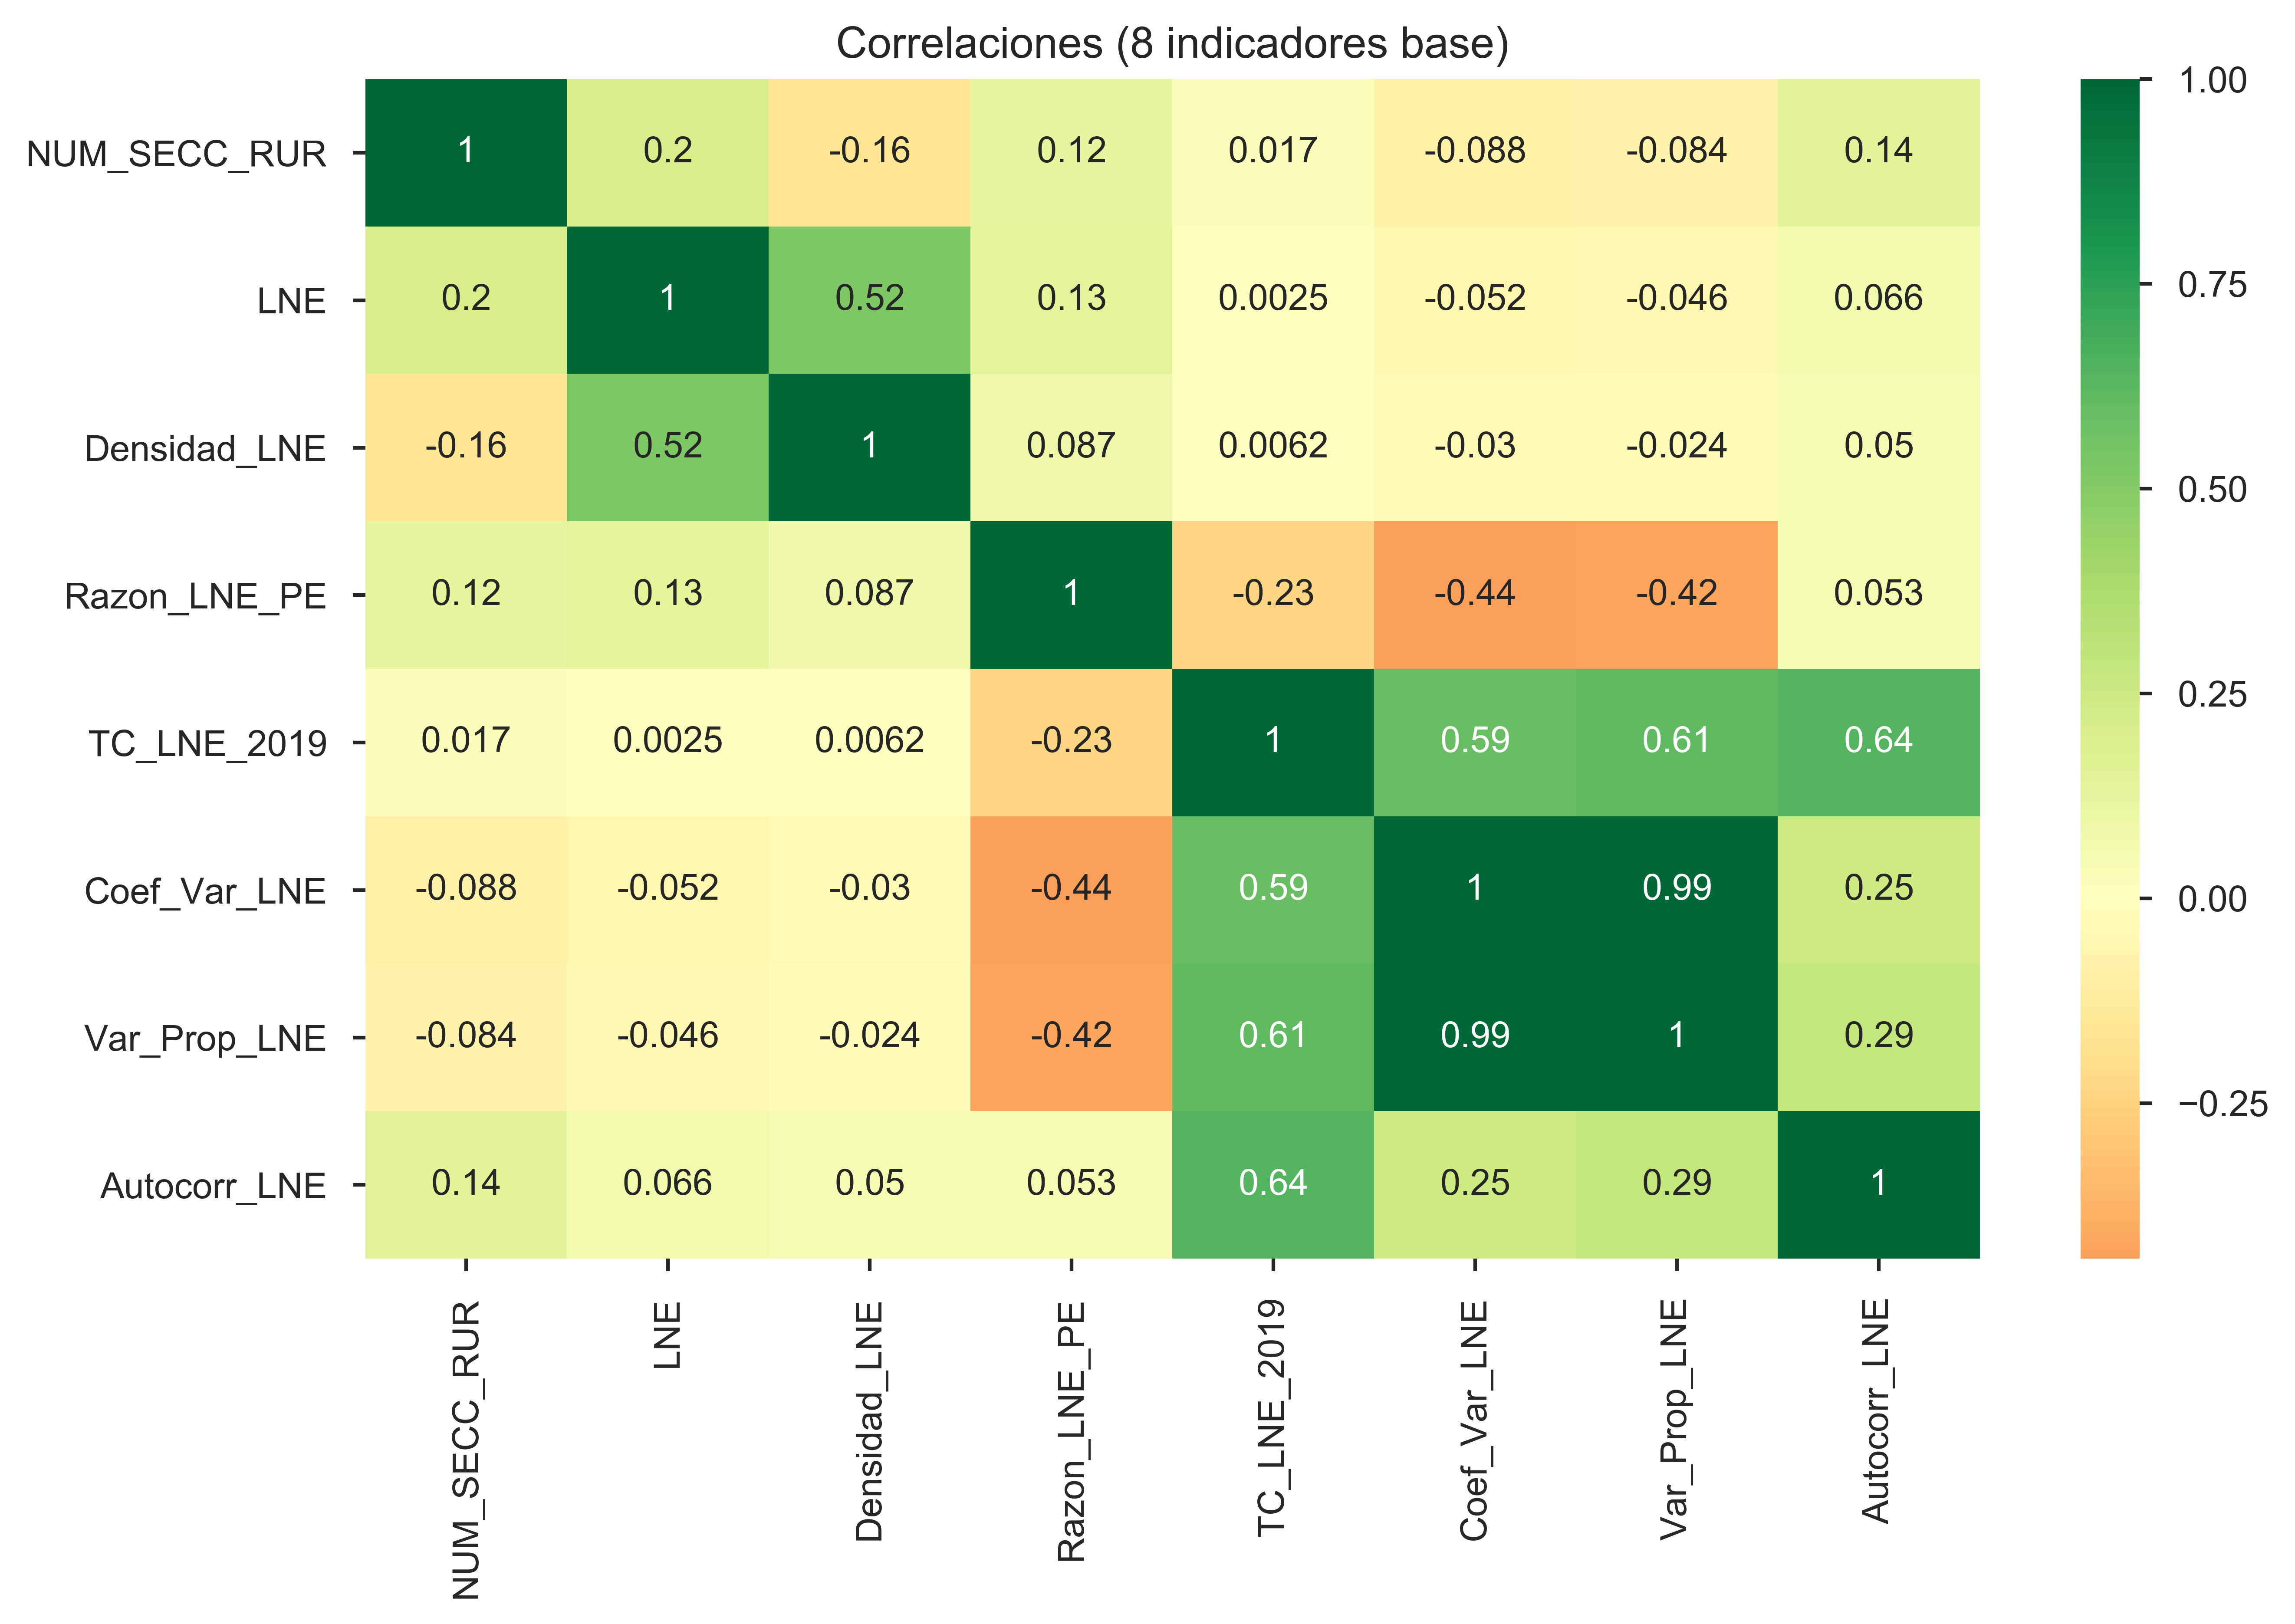 Correlaciones (8 indicadores base)
NUM_SECC_RUR 1 0.2 -0.16 0.12 0.017 -0.088 -0.084 0.14
LNE 0.2 1 0.52 0.13 0.0025 -0.052 -0.046 0.066
Densidad_LNE -0.16 0.52 1 0.087 0.0062 -0.03 -0.024 0.05
Razon_LNE_PE 0.12 0.13 0.087 1 -0.23 -0.44 -0.42 0.053
TC_LNE_2019 0.017 0.0025 0.0062 -0.23 1 0.59 0.61 0.64
Coef_Var_LNE -0.088 -0.052 -0.03 -0.44 0.59 1 0.99 0.25
Var_Prop_LNE -0.084 -0.046 -0.024 -0.42 0.61 0.99 1 0.29
Autocorr_LNE 0.14 0.066 0.05 0.053 0.64 0.25 0.29 1
NUM_SECC_RUR
LNE
Densidad_LNE
Razon_LNE_PE
TC_LNE_2019
Coef_Var_LNE
Var_Prop_LNE
Autocorr_LNE
1.00
0.75
0.50
0.25
0.00
−0.25